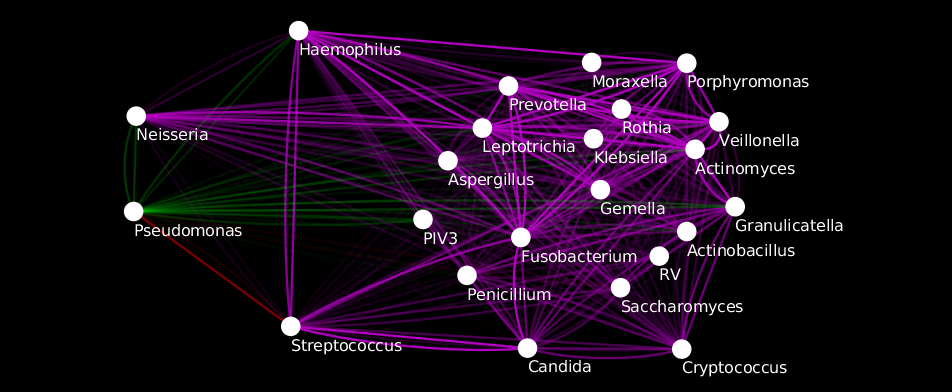 Haemophilus
Moraxella
Porphyromonas
Prevotella
Rothia
Neisseria
Leptotrichia
Veillonella
Klebsiella
Actinomyces
Aspergillus
Gemella
Granulicatella
Pseudomonas
PIV3
Actinobacillus
Fusobacterium
RV
Penicillium
Saccharomyces
Streptococcus
Candida
Cryptococcus